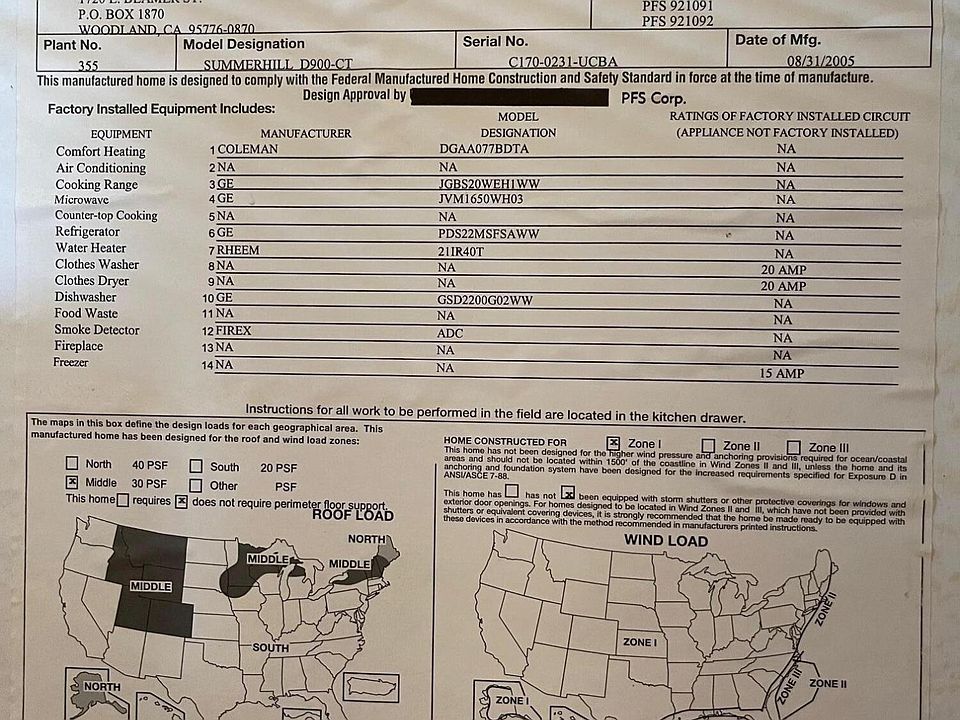 1720 E. BEAMER ST.
P.O. BOX 1870
WOODLAND, CA 95776-0870
PFS 921091
PFS 921092
Plant No.
355
Model Designation
SUMMERHILL D900-CT
Serial No.
C170-0231-UCBA
Date of Mfg.
08/31/2005
This manufactured home is designed to comply with the Federal Manufactured Home Construction and Safety Standard in force at the time of manufacture.
Design Approval by PFS Corp.
Factory Installed Equipment Includes:
EQUIPMENT MANUFACTURER MODEL DESIGNATION RATINGS OF FACTORY INSTALLED CIRCUIT (APPLIANCE NOT FACTORY INSTALLED)
Comfort Heating 1 COLEMAN DGAA077BDTA NA
Air Conditioning 2 NA NA NA
Cooking Range 3 GE JGBS20WEH1WW NA
Microwave 4 GE JVM1650WH03 NA
Counter-top Cooking 5 NA NA NA
Refrigerator 6 GE PDS22MSFSAWW NA
Water Heater 7 RHEEM 21IR40T NA
Clothes Washer 8 NA NA 20 AMP
Clothes Dryer 9 NA NA 20 AMP
Dishwasher 10 GE GSD2200G02WW NA
Food Waste 11 NA NA NA
Smoke Detector 12 FIREX ADC NA
Fireplace 13 NA NA NA
Freezer 14 NA NA 15 AMP
Instructions for all work to be performed in the field are located in the kitchen drawer.
The maps in this box define the design loads for each geographical area. This
manufactured home has been designed for the roof and wind load zones:
North 40 PSF South 20 PSF
Middle 30 PSF Other PSF
This home requires does not require perimeter floor support.
ROOF LOAD
NORTH
MIDDLE
MIDDLE
MIDDLE
SOUTH
NORTH
HOME CONSTRUCTED FOR Zone I Zone II Zone III
This home has not been designed for the higher wind pressure and anchoring provisions required for ocean/coastal
areas and should not be located within 1500' of the coastline in Wind Zones II and III, unless the home and its
anchoring and foundation system have been designed for the increased requirements specified for Exposure D in
ANSI/ASCE 7-88.
This home has has not been equipped with storm shutters or other protective coverings for windows and
exterior door openings. For homes designed to be located in Wind Zones II and III, which have not been provided with
shutters or equivalent covering devices, it is strongly recommended that the home be made ready to be equipped with
these devices in accordance with the method recommended in manufacturers printed instructions.
WIND LOAD
ZONE II
ZONE I
ZONE III
ZONE II
ZONE I